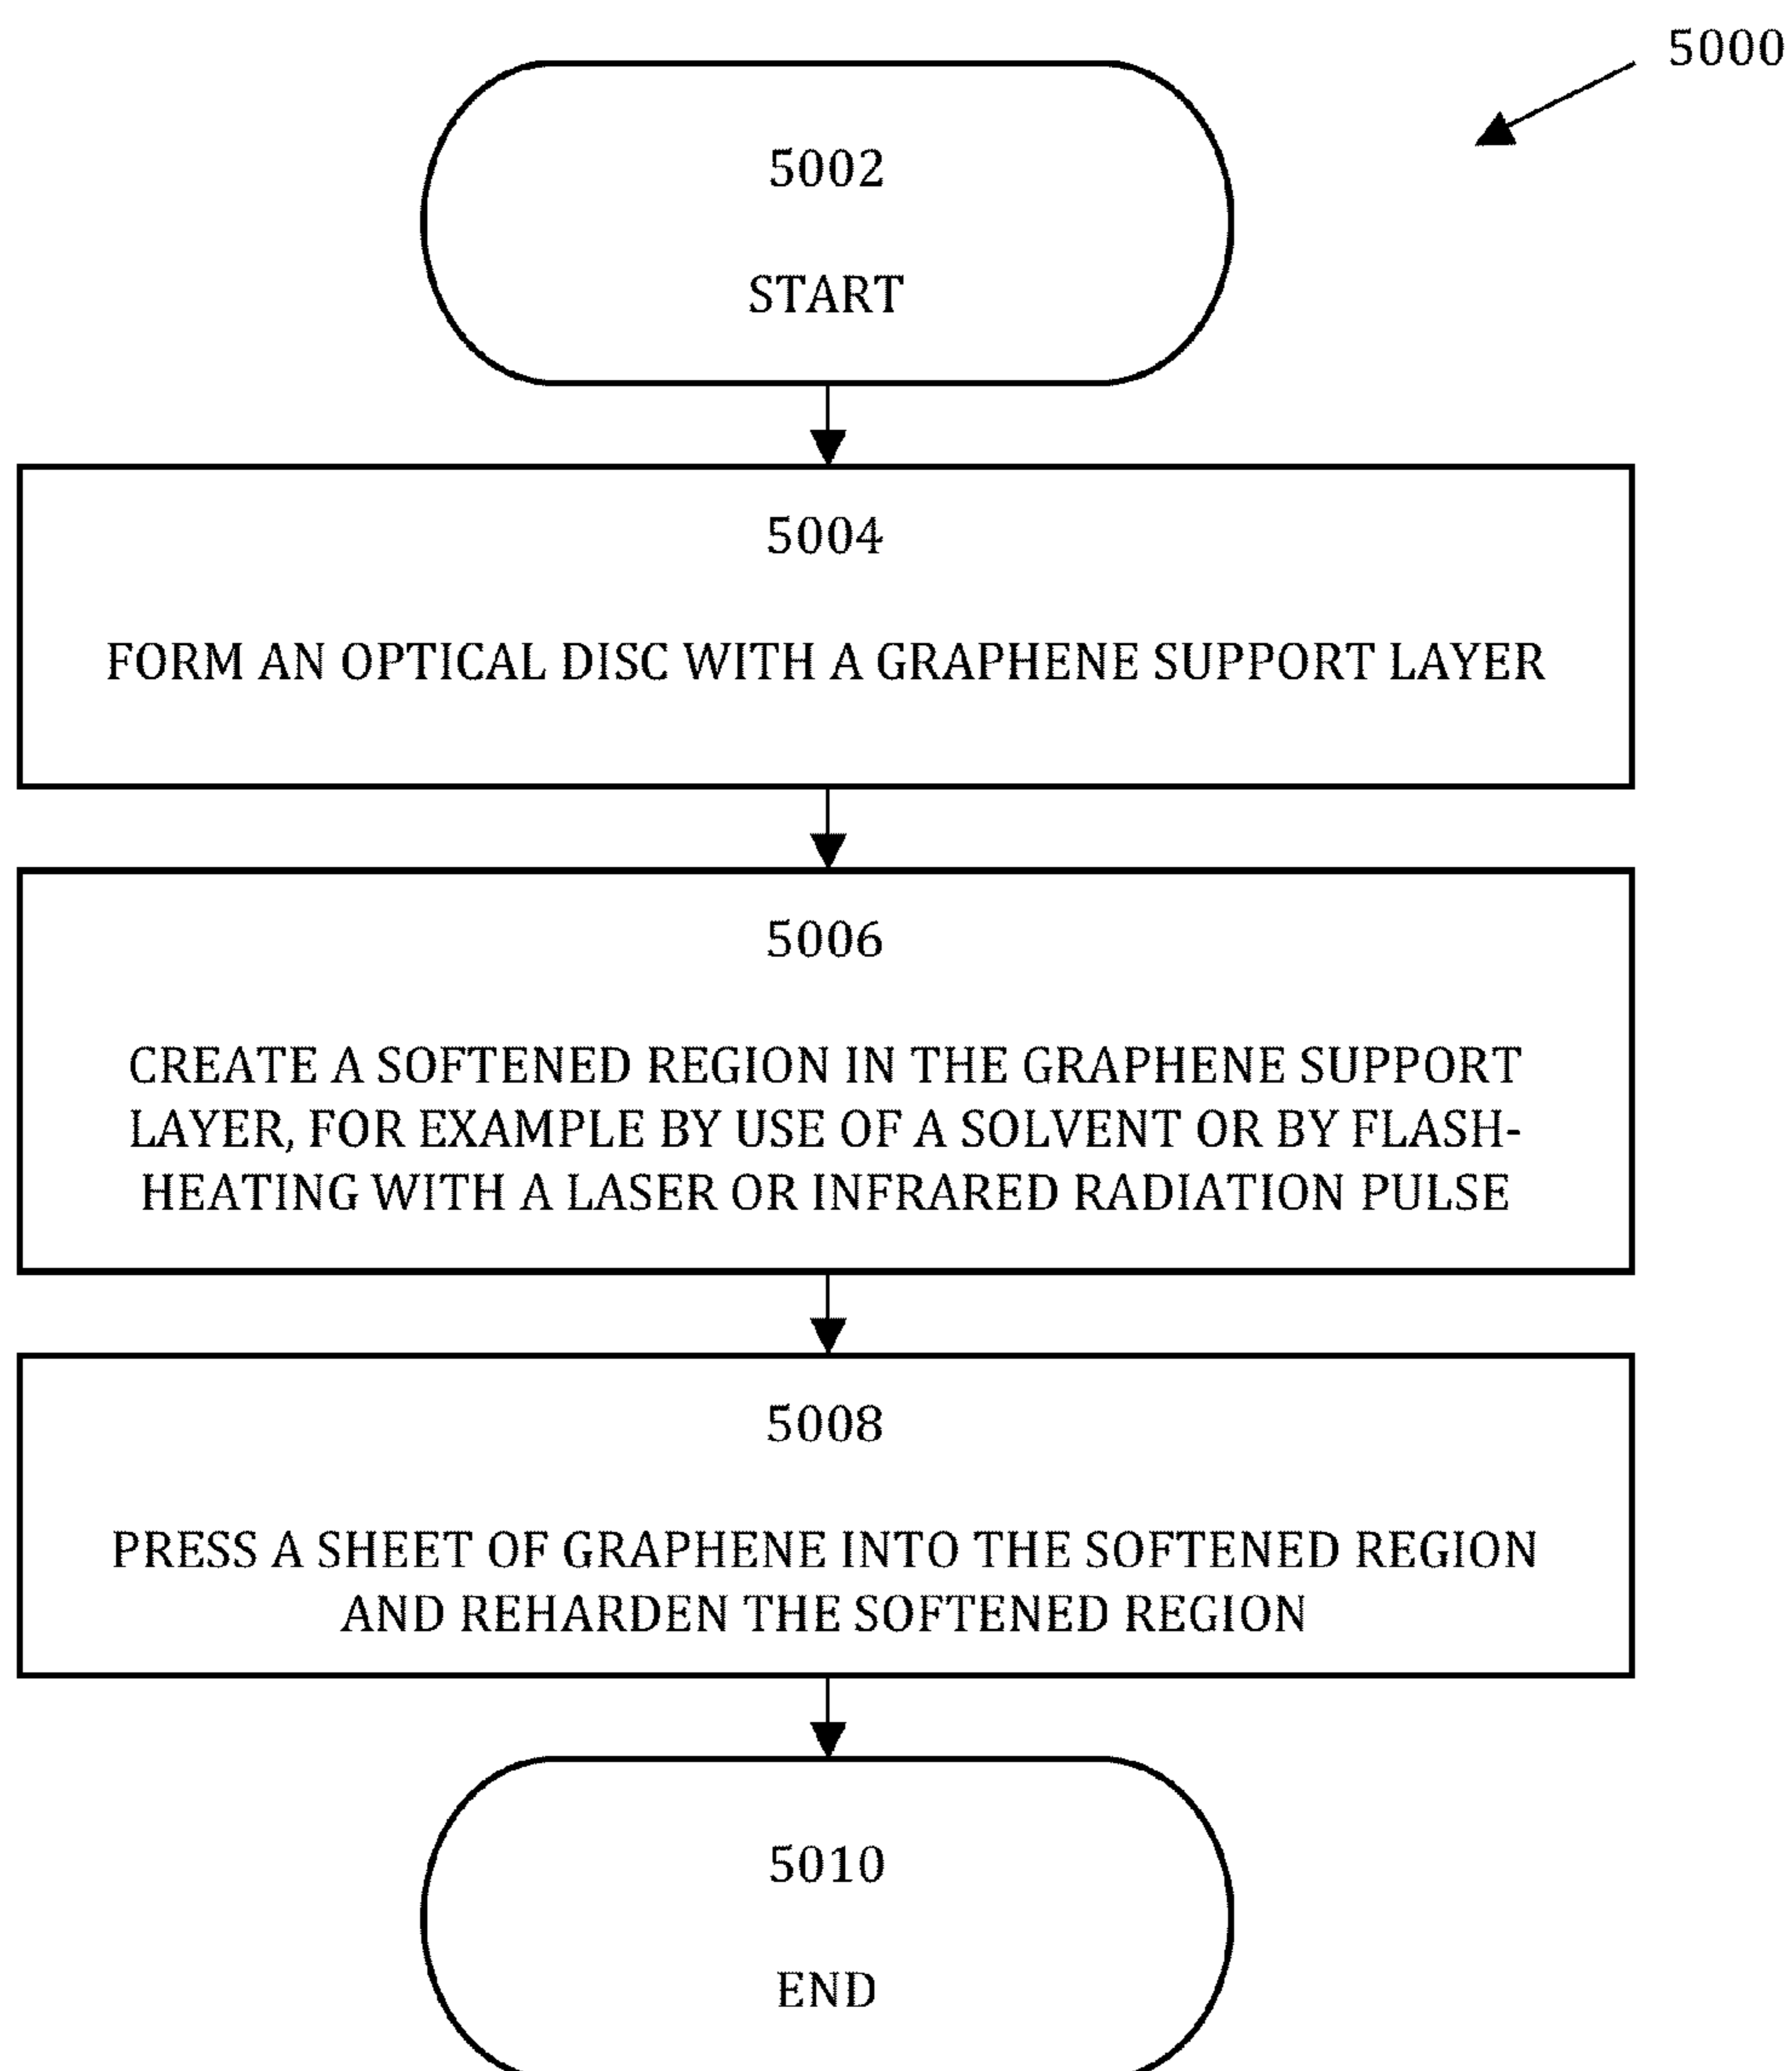 5000
5002
START
5004
FORM AN OPTICAL DISC WITH A GRAPHENE SUPPORT LAYER
5006
CREATE A SOFTENED REGION IN THE GRAPHENE SUPPORT
LAYER, FOR EXAMPLE BY USE OF A SOLVENT OR BY FLASH-
HEATING WITH A LASER OR INFRARED RADIATION PULSE
5008
PRESS A SHEET OF GRAPHENE INTO THE SOFTENED REGION
AND REHARDEN THE SOFTENED REGION
5010
END